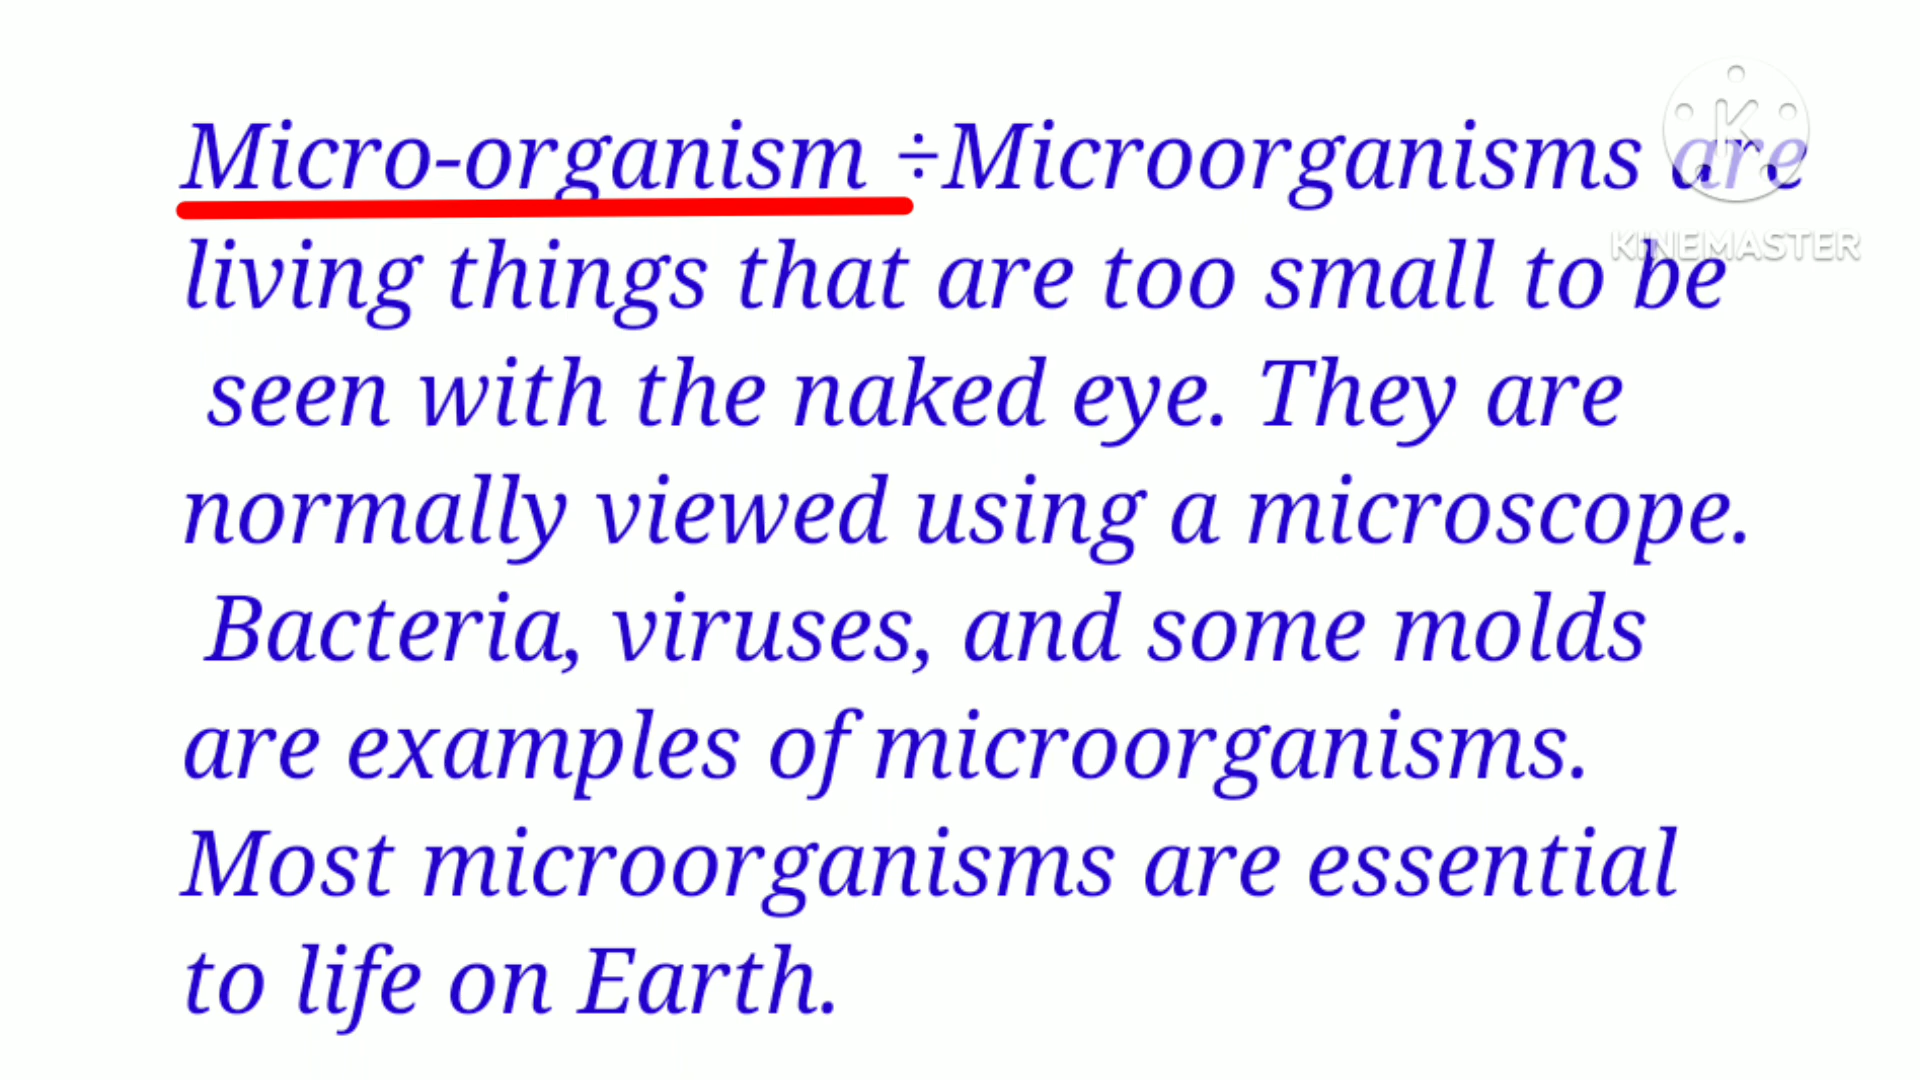 Micro-organism ÷Microorganisms are
living things that are too small to be
seen with the naked eye. They are
normally viewed using a microscope.
Bacteria, viruses, and some molds
are examples of microorganisms.
Most microorganisms are essential
to life on Earth.
K
KINEMASTER